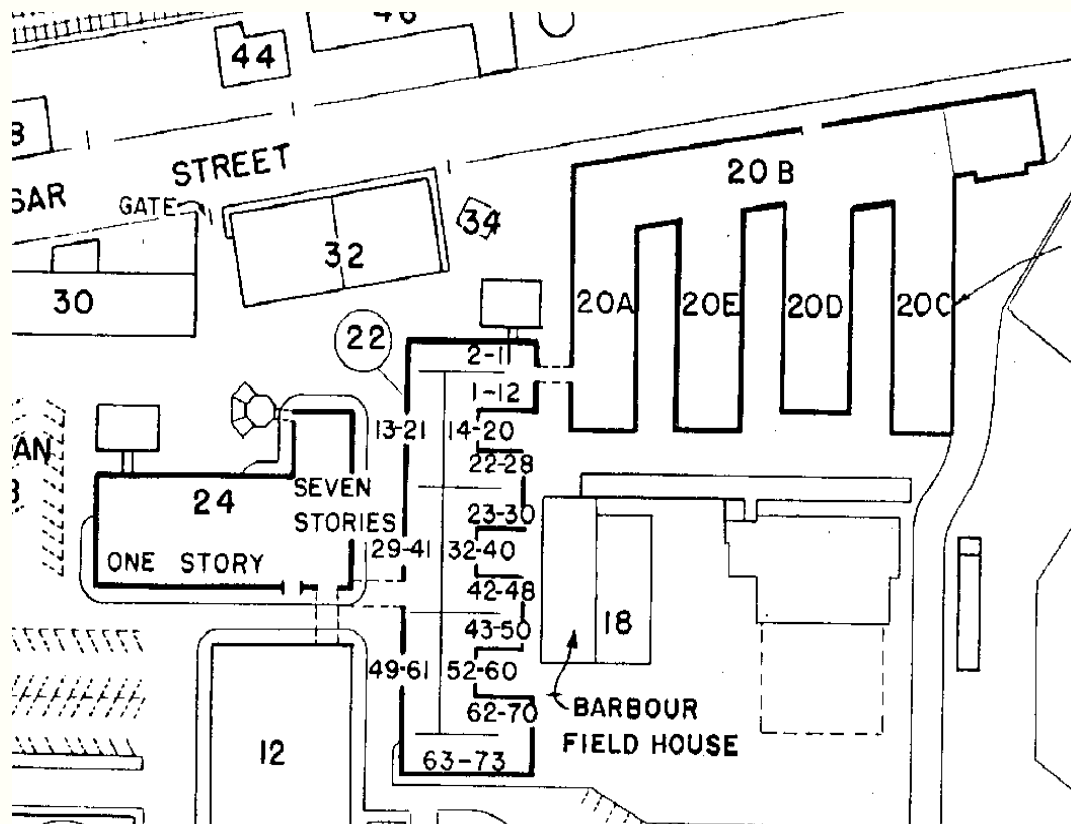 46
44
STREET
GATE
32
34
20 B
30
20A
20E
20D
20C
22
2-1
1-12
13-21
14-20
22-28
24
SEVEN
STORIES
23-30
ONE STORY
29-41
32-40
42-48
43-50
18
49-61
52-60
62-70
BARBOUR
FIELD HOUSE
12
63-73